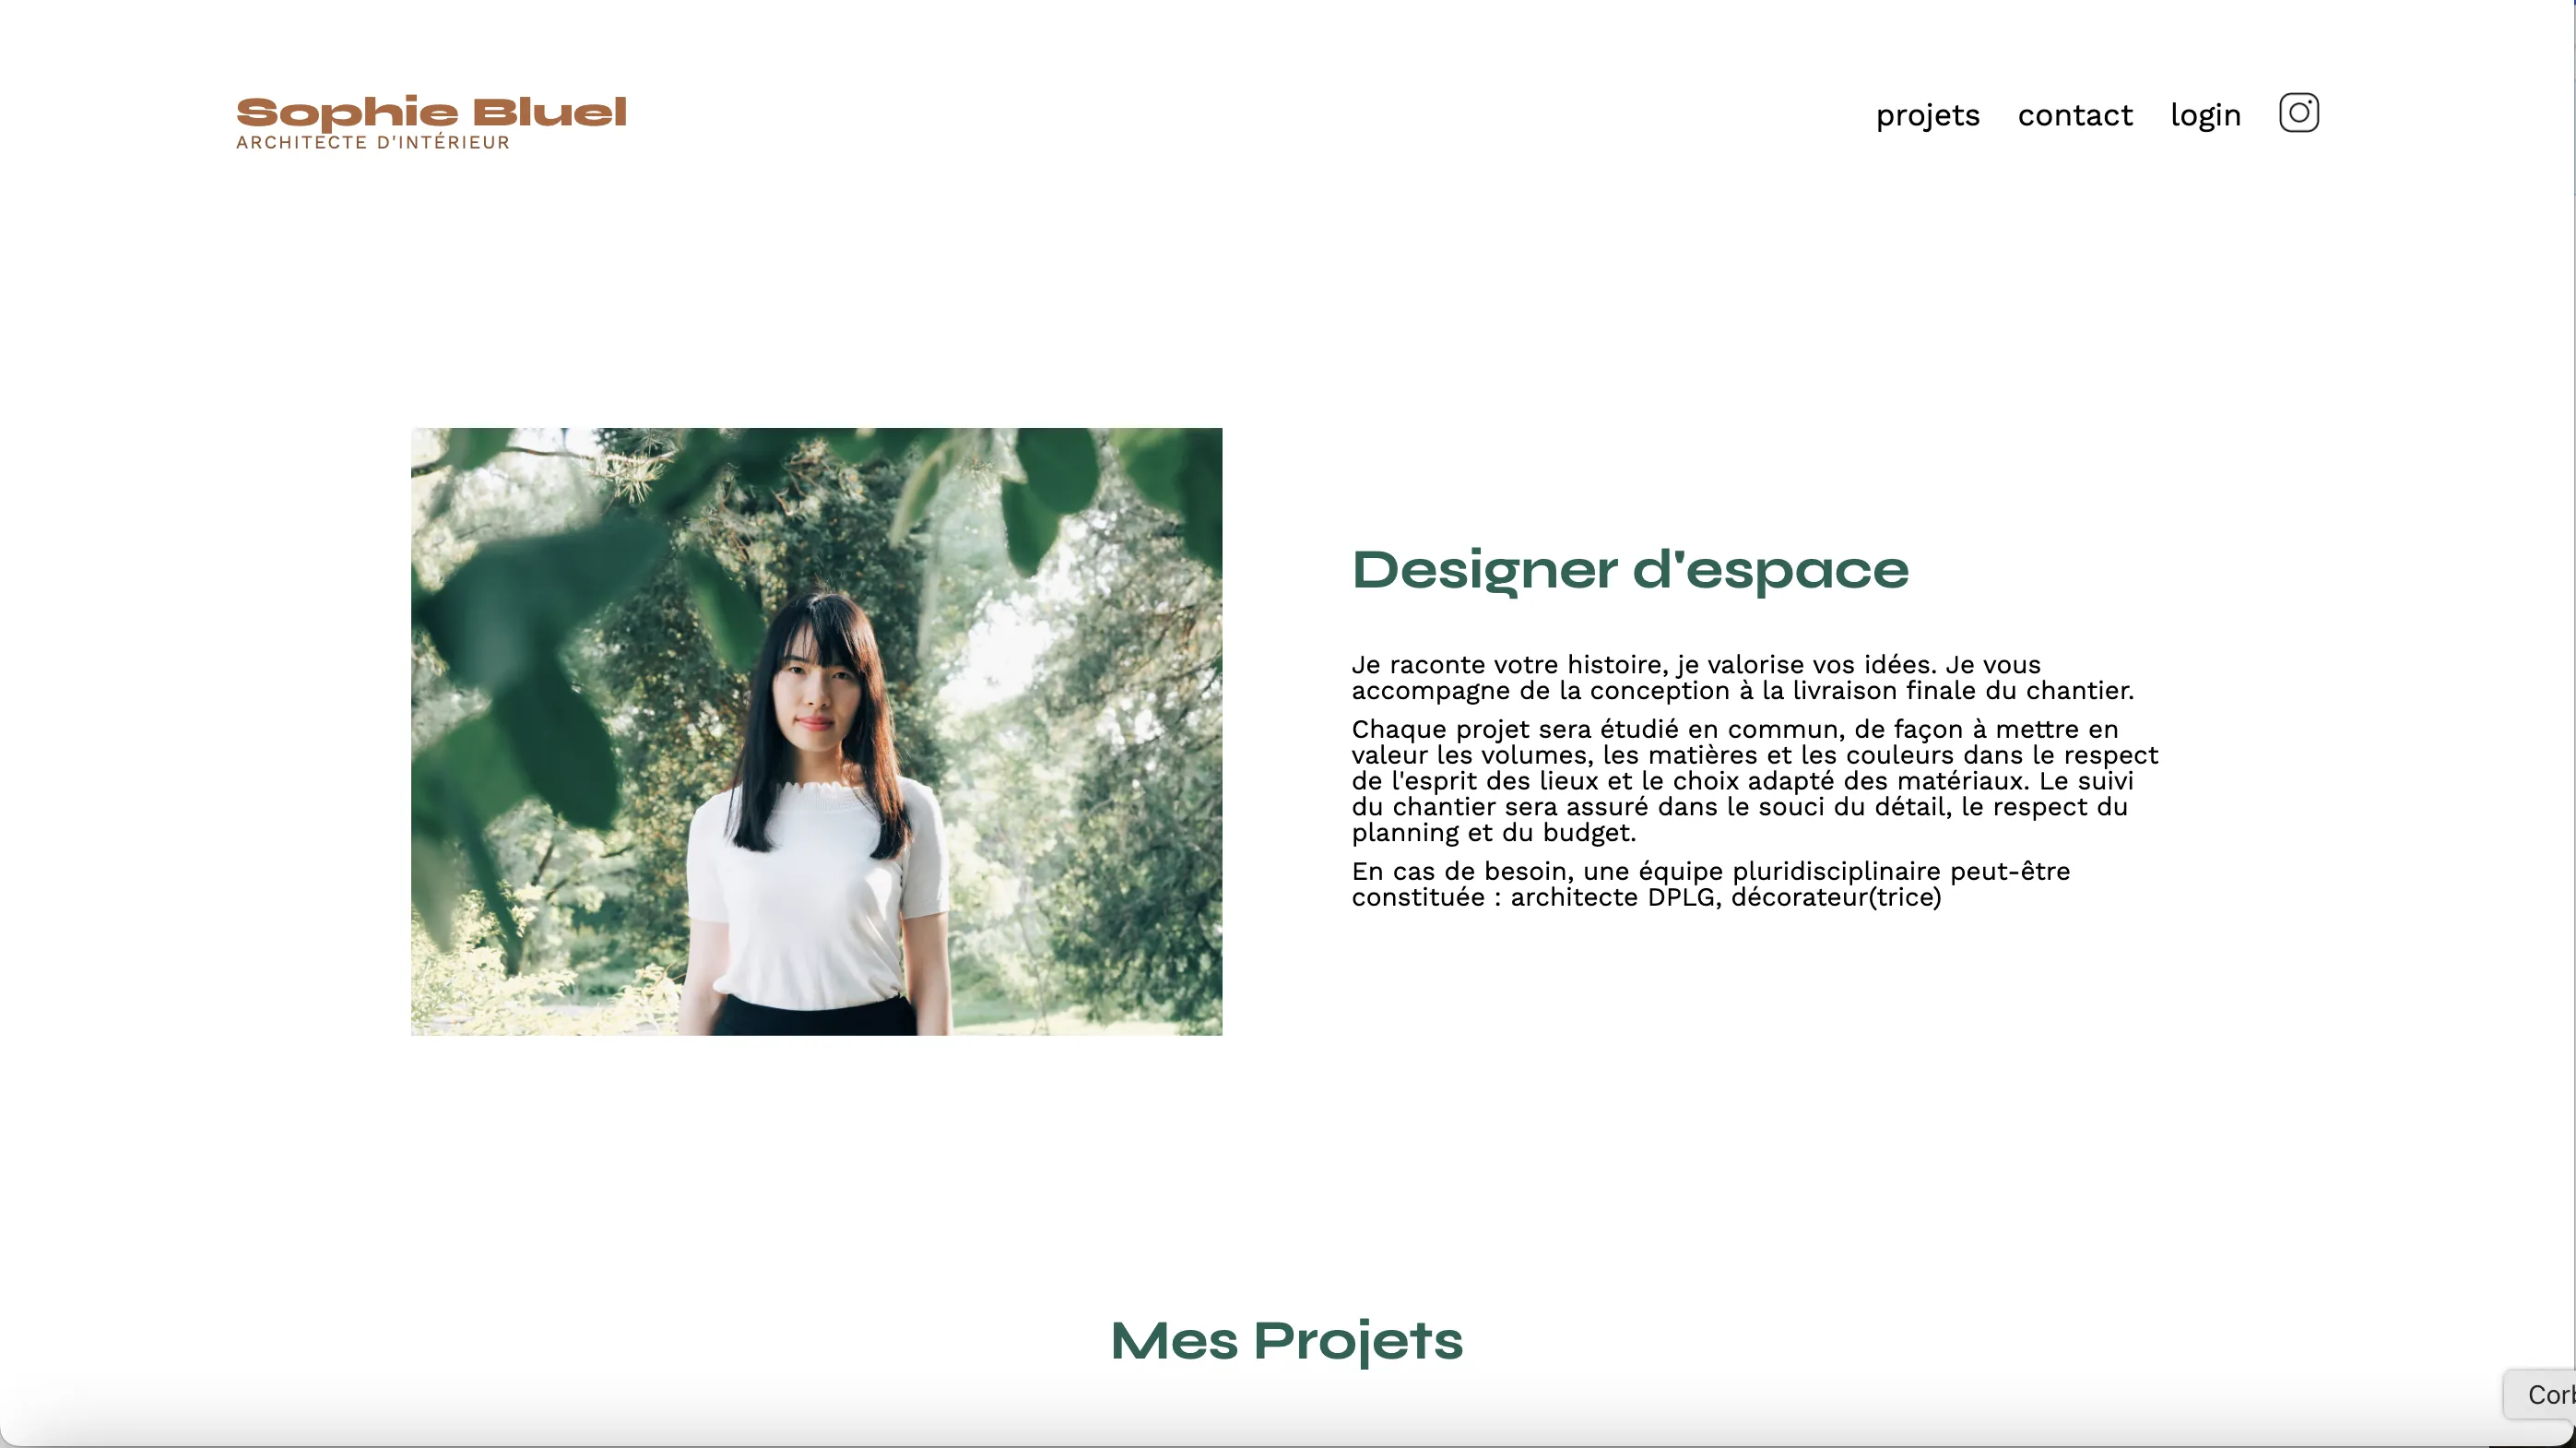 Sophie Bluel
ARCHITECTE D'INTÉRIEUR
projets contact login
Designer d'espace
Je raconte votre histoire, je valorise vos idées. Je vous
accompagne de la conception à la livraison finale du chantier.
Chaque projet sera étudié en commun, de façon à mettre en
valeur les volumes, les matières et les couleurs dans le respect
de l'esprit des lieux et le choix adapté des matériaux. Le suivi
du chantier sera assuré dans le souci du détail, le respect du
planning et du budget.
En cas de besoin, une équipe pluridisciplinaire peut-être
constituée : architecte DPLG, décorateur(trice)
Mes Projets